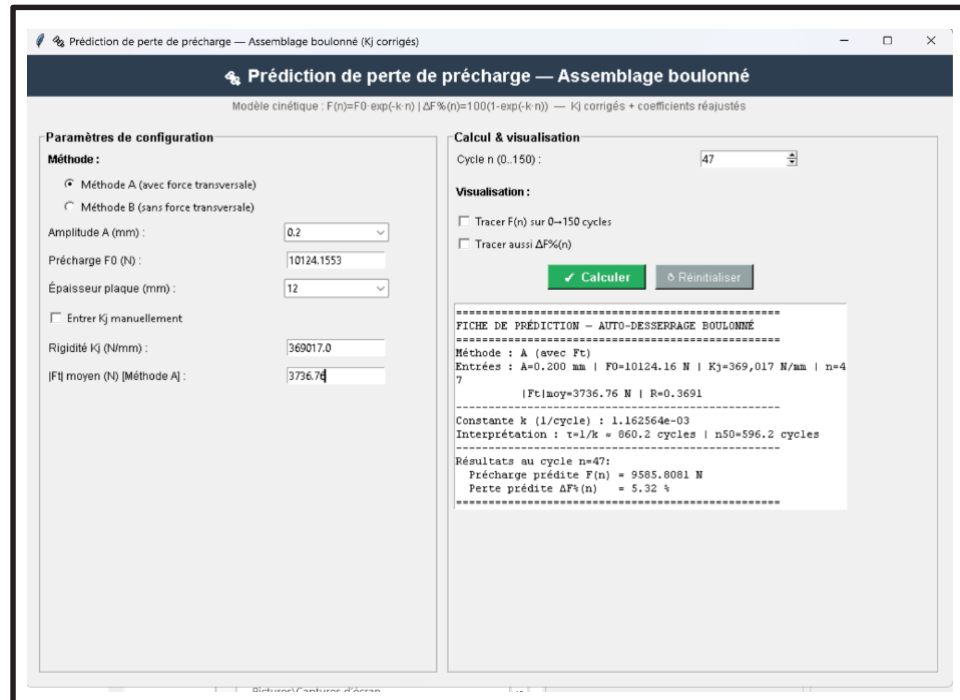 Prédiction de perte de précharge — Assemblage boulonné (Kj corrigés)
Prédiction de perte de précharge — Assemblage boulonné
Modèle cinétique : F(n)=F0·exp(-k·n) | ΔF%(n)=100(1-exp(-k·n)) — Kj corrigés + coefficients réajustés
Paramètres de configuration
Méthode :
Méthode A (avec force transversale)
Méthode B (sans force transversale)
Amplitude A (mm) : 0.2
Précharge F0 (N) : 10124.1553
Épaisseur plaque (mm) : 12
Entrer Kj manuellement
Rigidité Kj (N/mm) : 369017.0
|Ft| moyen (N) [Méthode A] : 3736.76
Calcul & visualisation
Cycle n (0..150) : 47
Visualisation :
Tracer F(n) sur 0→150 cycles
Tracer aussi ΔF%(n)
✓ Calculer
Réinitialiser
==================================================
FICHE DE PRÉDICTION — AUTO-DESSERRAGE BOULONNÉ
==================================================
Méthode : A (avec Ft)
Entrées : A=0.200 mm | F0=10124.16 N | Kj=369,017 N/mm | n=4
7
|Ft|moy=3736.76 N | R=0.3691
--------------------------------------------------
Constante k (1/cycle) : 1.162564e-03
Interprétation : τ=1/k ≈ 860.2 cycles | n50≈596.2 cycles
--------------------------------------------------
Résultats au cycle n=47:
Précharge prédite F(n) = 9585.8081 N
Perte prédite ΔF%(n) = 5.32 %
==================================================